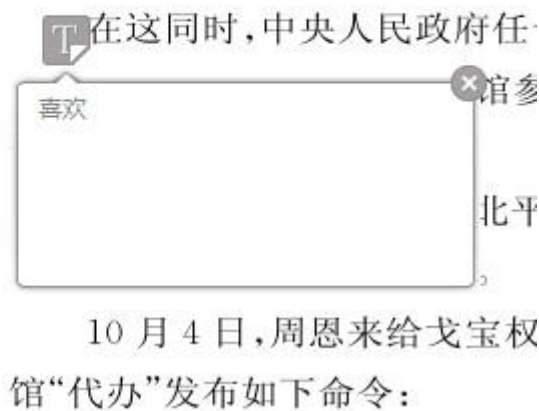 T
在这同时，中央人民政府任
馆参
喜欢
北平
。
10 月 4 日，周恩来给戈宝权
馆“代办”发布如下命令：